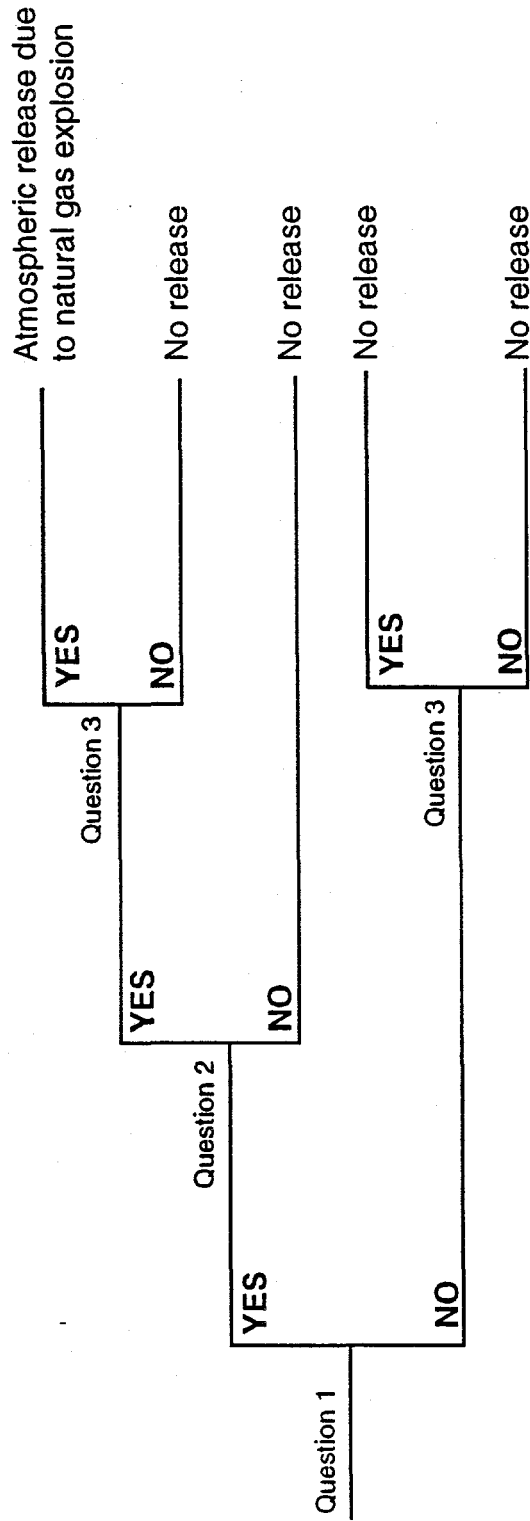 Atmospheric release due
to natural gas explosion
YES
Question 3
NO
No release
YES
Question 2
NO
No release
YES
Question 1
NO
No release
YES
Question 3
NO
No release